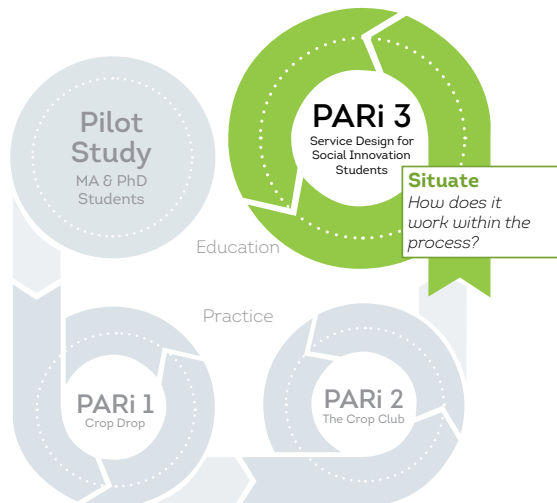 Pilot
Study
MA & PhD
Students
PARi 3
Service Design for
Social Innovation
Students
Situate
How does it
work within the
process?
Education
Practice
PARi 1
Crop Drop
PARi 2
The Crop Club